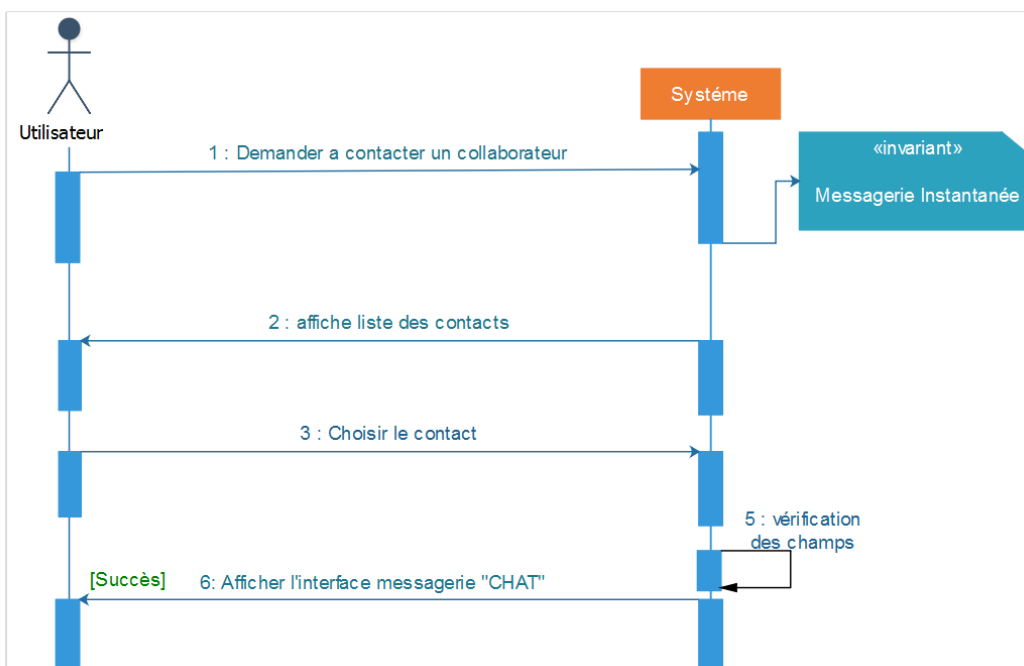 Utilisateur
Systéme
«invariant»
Messagerie Instantanée
1 : Demander a contacter un collaborateur
2 : affiche liste des contacts
3 : Choisir le contact
5 : vérification
des champs
[Succès]
6: Afficher l'interface messagerie "CHAT"